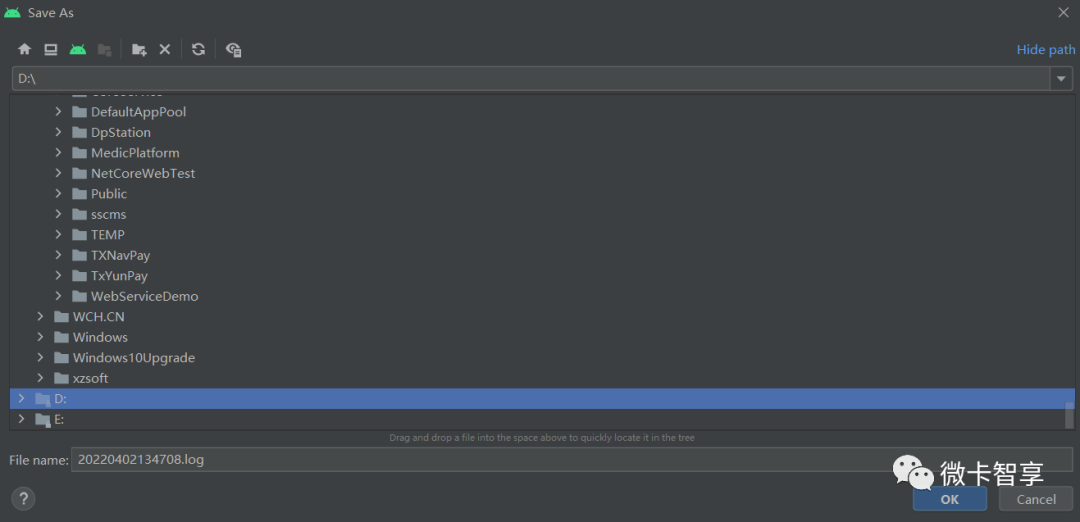 Save As
Hide path
D:\
DefaultAppPool
DpStation
MedicPlatform
NetCoreWebTest
Public
sscms
TEMP
TXNavPay
TxYunPay
WebServiceDemo
WCH.CN
Windows
Windows10Upgrade
xzsoft
D:
E:
Drag and drop a file into the space above to quickly locate it in the tree
File name: 20220402134708.log
微卡智享
? OK Cancel